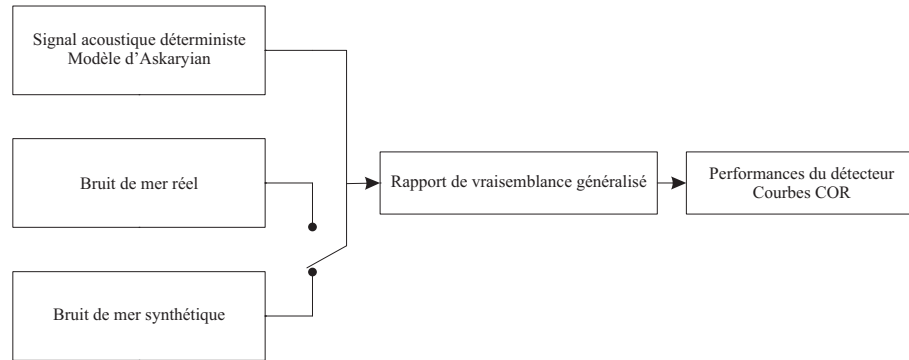 Signal acoustique déterministe
Modèle d'Askaryian
Bruit de mer réel
Rapport de vraisemblance généralisé
Performances du détecteur
Courbes COR
Bruit de mer synthétique